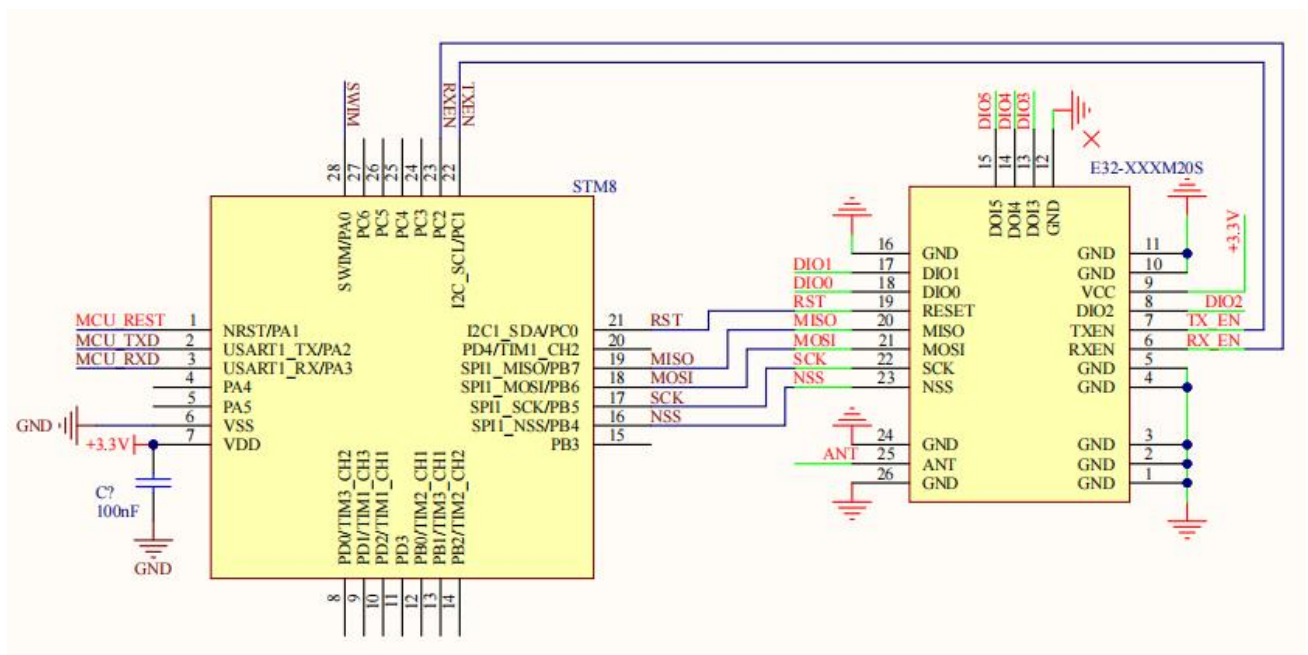 SWIM
RXEN
TXEN
28
27
26
25
24
23
22
STM8
SWIM/PA0
PC6
PC5
PC4
PC3
PC2
I2C_SCL/PC1
MCU_REST 1 NRST/PA1
MCU_TXD 2 USART1_TX/PA2
MCU_RXD 3 USART1_RX/PA3
4 PA4
5 PA5
GND 6 VSS
+3.3V 7 VDD
C?
100nF
GND
I2C1_SDA/PC0 21 RST
PD4/TIM1_CH2 20
SPI1_MISO/PB7 19 MISO
SPI1_MOSI/PB6 18 MOSI
SPI1_SCK/PB5 17 SCK
SPI1_NSS/PB4 16 NSS
PB3 15
PD0/TIM3_CH2
PD1/TIM1_CH3
PD2/TIM1_CH1
PD3
PB0/TIM2_CH1
PB1/TIM3_CH1
PB2/TIM2_CH2
8
9
10
11
12
13
14
DIO5
DIO4
DIO3
15
14
13
12
E32-XXXM20S
DOI5
DOI4
DOI3
GND
16 GND
DIO1 17 DIO1
DIO0 18 DIO0
RST 19 RESET
MISO 20 MISO
MOSI 21 MOSI
SCK 22 SCK
NSS 23 NSS
24 GND
ANT 25 ANT
26 GND
GND 11
GND 10
VCC 9 +3.3V
DIO2 8 DIO2
TXEN 7 TX_EN
RXEN 6 RX_EN
GND 5
GND 4
GND 3
GND 2
GND 1